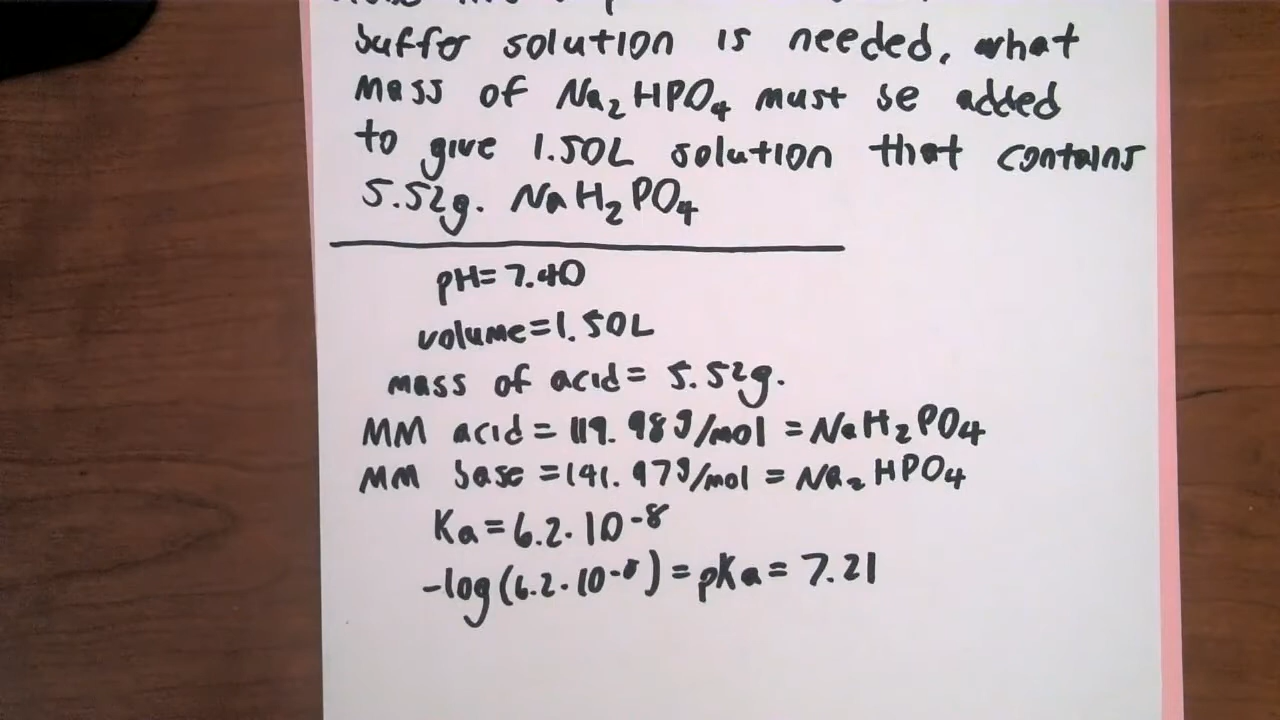 buffer solution is needed, what
mass of Na₂HPO₄ must be added
to give 1.50L solution that contains
5.52g. NaH₂PO₄
pH=7.40
volume=1.50L
mass of acid= 5.52g.
MM acid = 119.98g/mol = NaH₂PO₄
MM base =141.97g/mol = Na₂HPO₄
Ka=6.2·10⁻⁸
-log(6.2·10⁻⁸)=pKa= 7.21